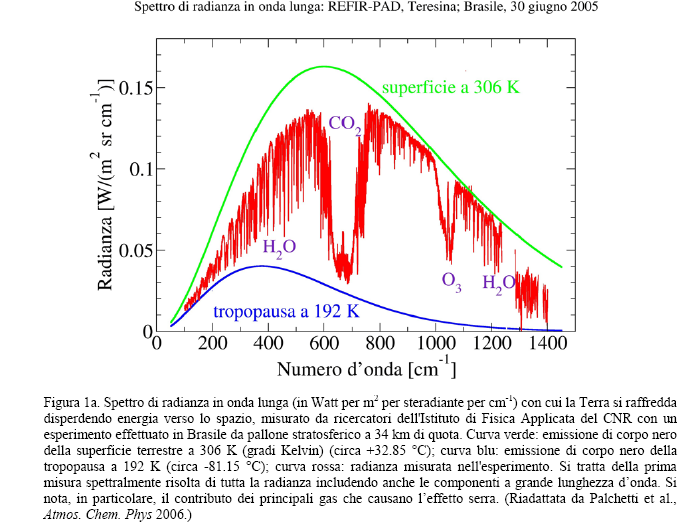 Spettro di radianza in onda lunga: REFIR-PAD, Teresina; Brasile, 30 giugno 2005
superficie a 306 K
CO2
H2O
O3
H2O
tropopausa a 192 K
Radianza [W/(m2 sr cm-1)]
0.15
0.1
0.05
0
0 200 400 600 800 1000 1200 1400
Numero d'onda [cm-1]
Figura 1a. Spettro di radianza in onda lunga (in Watt per m2 per steradiante per cm-1) con cui la Terra si raffredda
disperdendo energia verso lo spazio, misurato da ricercatori dell'Istituto di Fisica Applicata del CNR con un
esperimento effettuato in Brasile da pallone stratosferico a 34 km di quota. Curva verde: emissione di corpo nero
della superficie terrestre a 306 K (gradi Kelvin) (circa +32.85 °C); curva blu: emissione di corpo nero della
tropopausa a 192 K (circa -81.15 °C); curva rossa: radianza misurata nell'esperimento. Si tratta della prima
misura spettralmente risolta di tutta la radianza includendo anche le componenti a grande lunghezza d'onda. Si
nota, in particolare, il contributo dei principali gas che causano l'effetto serra. (Riadattata da Palchetti et al.,
Atmos. Chem. Phys 2006.)